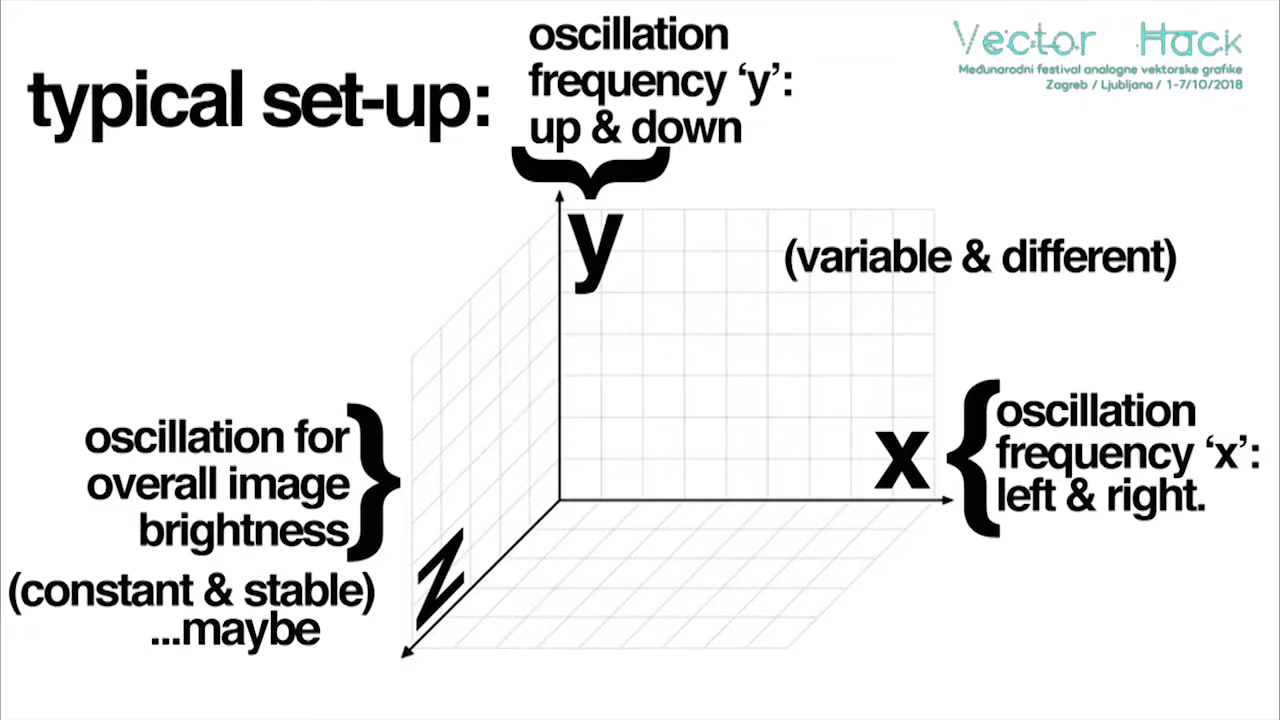 oscillation
frequency ‘y’:
up & down
typical set-up:
Vector Hack
Međunarodni festival analogne vektorske grafike
Zagreb / Ljubljana / 1-7/10/2018
y
(variable & different)
x
oscillation
frequency ‘x’:
left & right.
oscillation for
overall image
brightness
(constant & stable)
...maybe
z